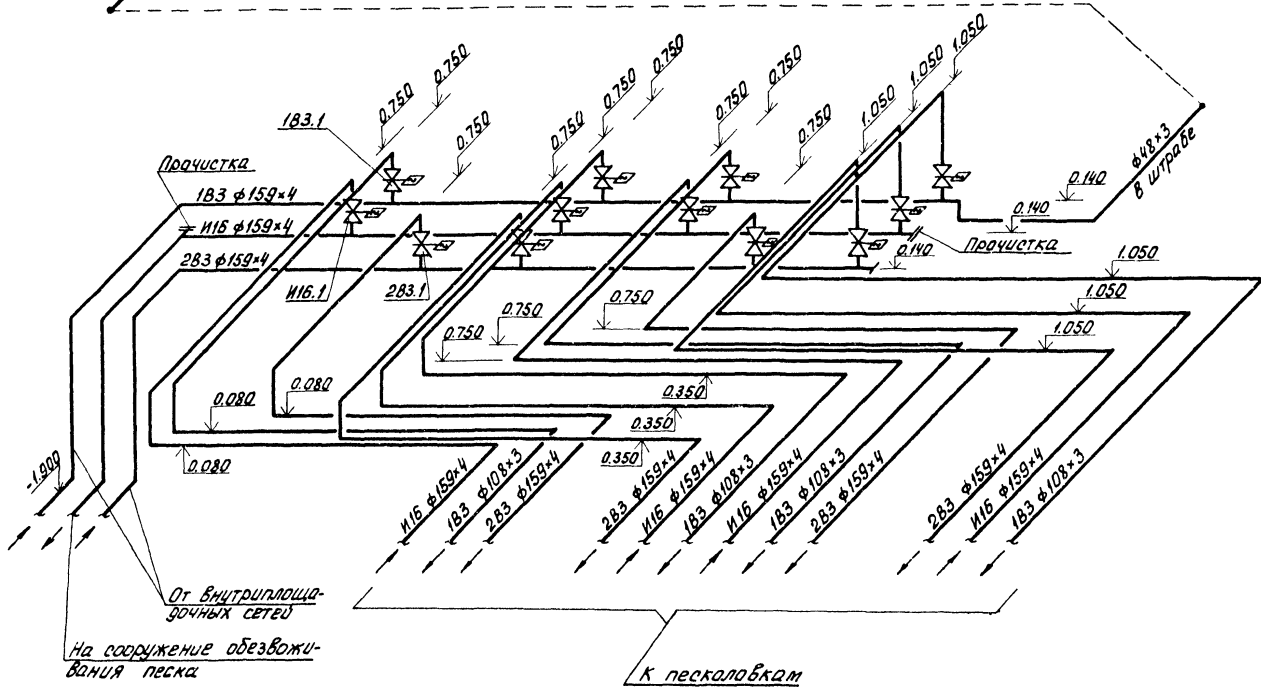 0.750
0.750
0.750
0.750
0.750
0.750
0.750
0.750
0.750
0.750
1.050
1.050
1.050
1В3.1
Прочистка
1В3 ф159×4
И16 ф159×4
2В3 ф159×4
И16.1
2В3.1
ф48×3
в штрабе
0.140
0.140
Прочистка
0.140
1.050
1.050
1.050
0.750
0.750
0.750
0.350
0.350
0.350
0.080
0.080
0.080
-1.900
И16 ф159×4
1В3 ф108×3
2В3 ф159×4
2В3 ф159×4
И16 ф159×4
1В3 ф108×3
И16 ф159×4
1В3 ф108×3
2В3 ф159×4
2В3 ф159×4
И16 ф159×4
1В3 ф108×3
От внутриплоща-
дочных сетей
На сооружение обезвожи-
вания песка
К песколовкам